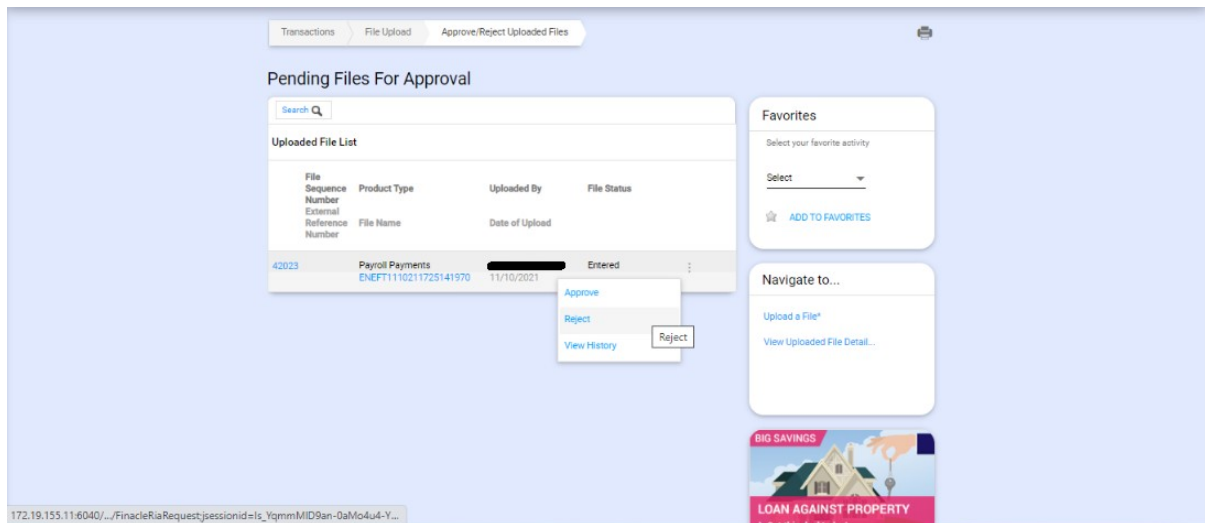 Transactions File Upload Approve/Reject Uploaded Files
Pending Files For Approval
Search
Uploaded File List
File
Sequence Product Type Uploaded By File Status
Number
External
Reference File Name Date of Upload
Number
42023 Payroll Payments Entered
ENEFT1110211725141970 11/10/2021
Approve
Reject
Reject
View History
Favorites
Select your favorite activity
Select
ADD TO FAVORITES
Navigate to...
Upload a File*
View Uploaded File Detail...
BIG SAVINGS
LOAN AGAINST PROPERTY
172.19.155.11:6040/.../FinacleRiaRequest;jsessionid=Is_YqmmMID9an-0aMo4u4-Y...